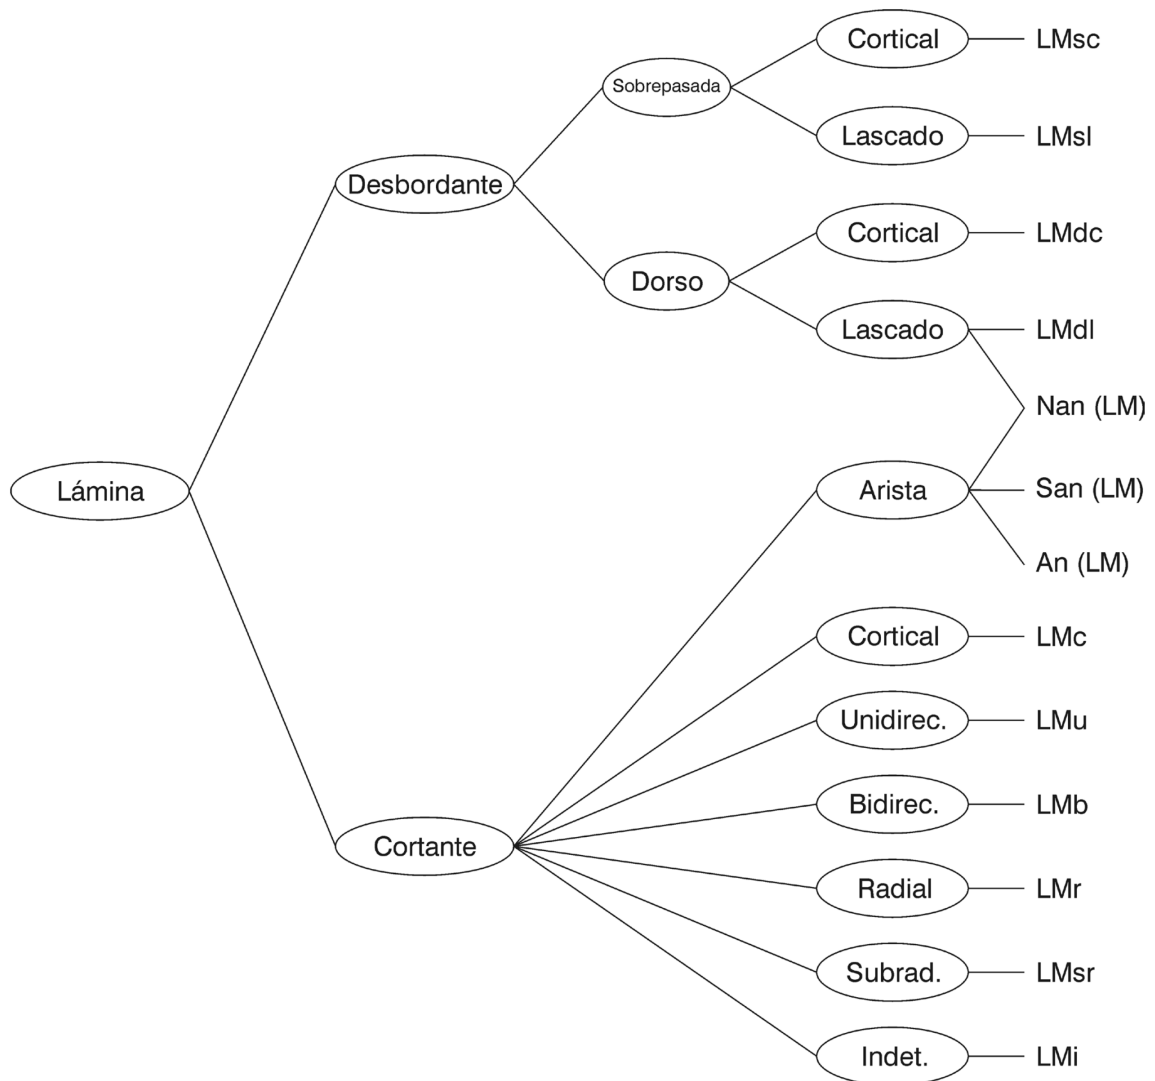 Cortical LMsc
Sobrepasada
Lascado LMsl
Desbordante
Cortical LMdc
Dorso
Lascado LMdl
Nan (LM)
Lámina
Arista San (LM)
An (LM)
Cortical LMc
Unidirec. LMu
Bidirec. LMb
Cortante
Radial LMr
Subrad. LMsr
Indet. LMi